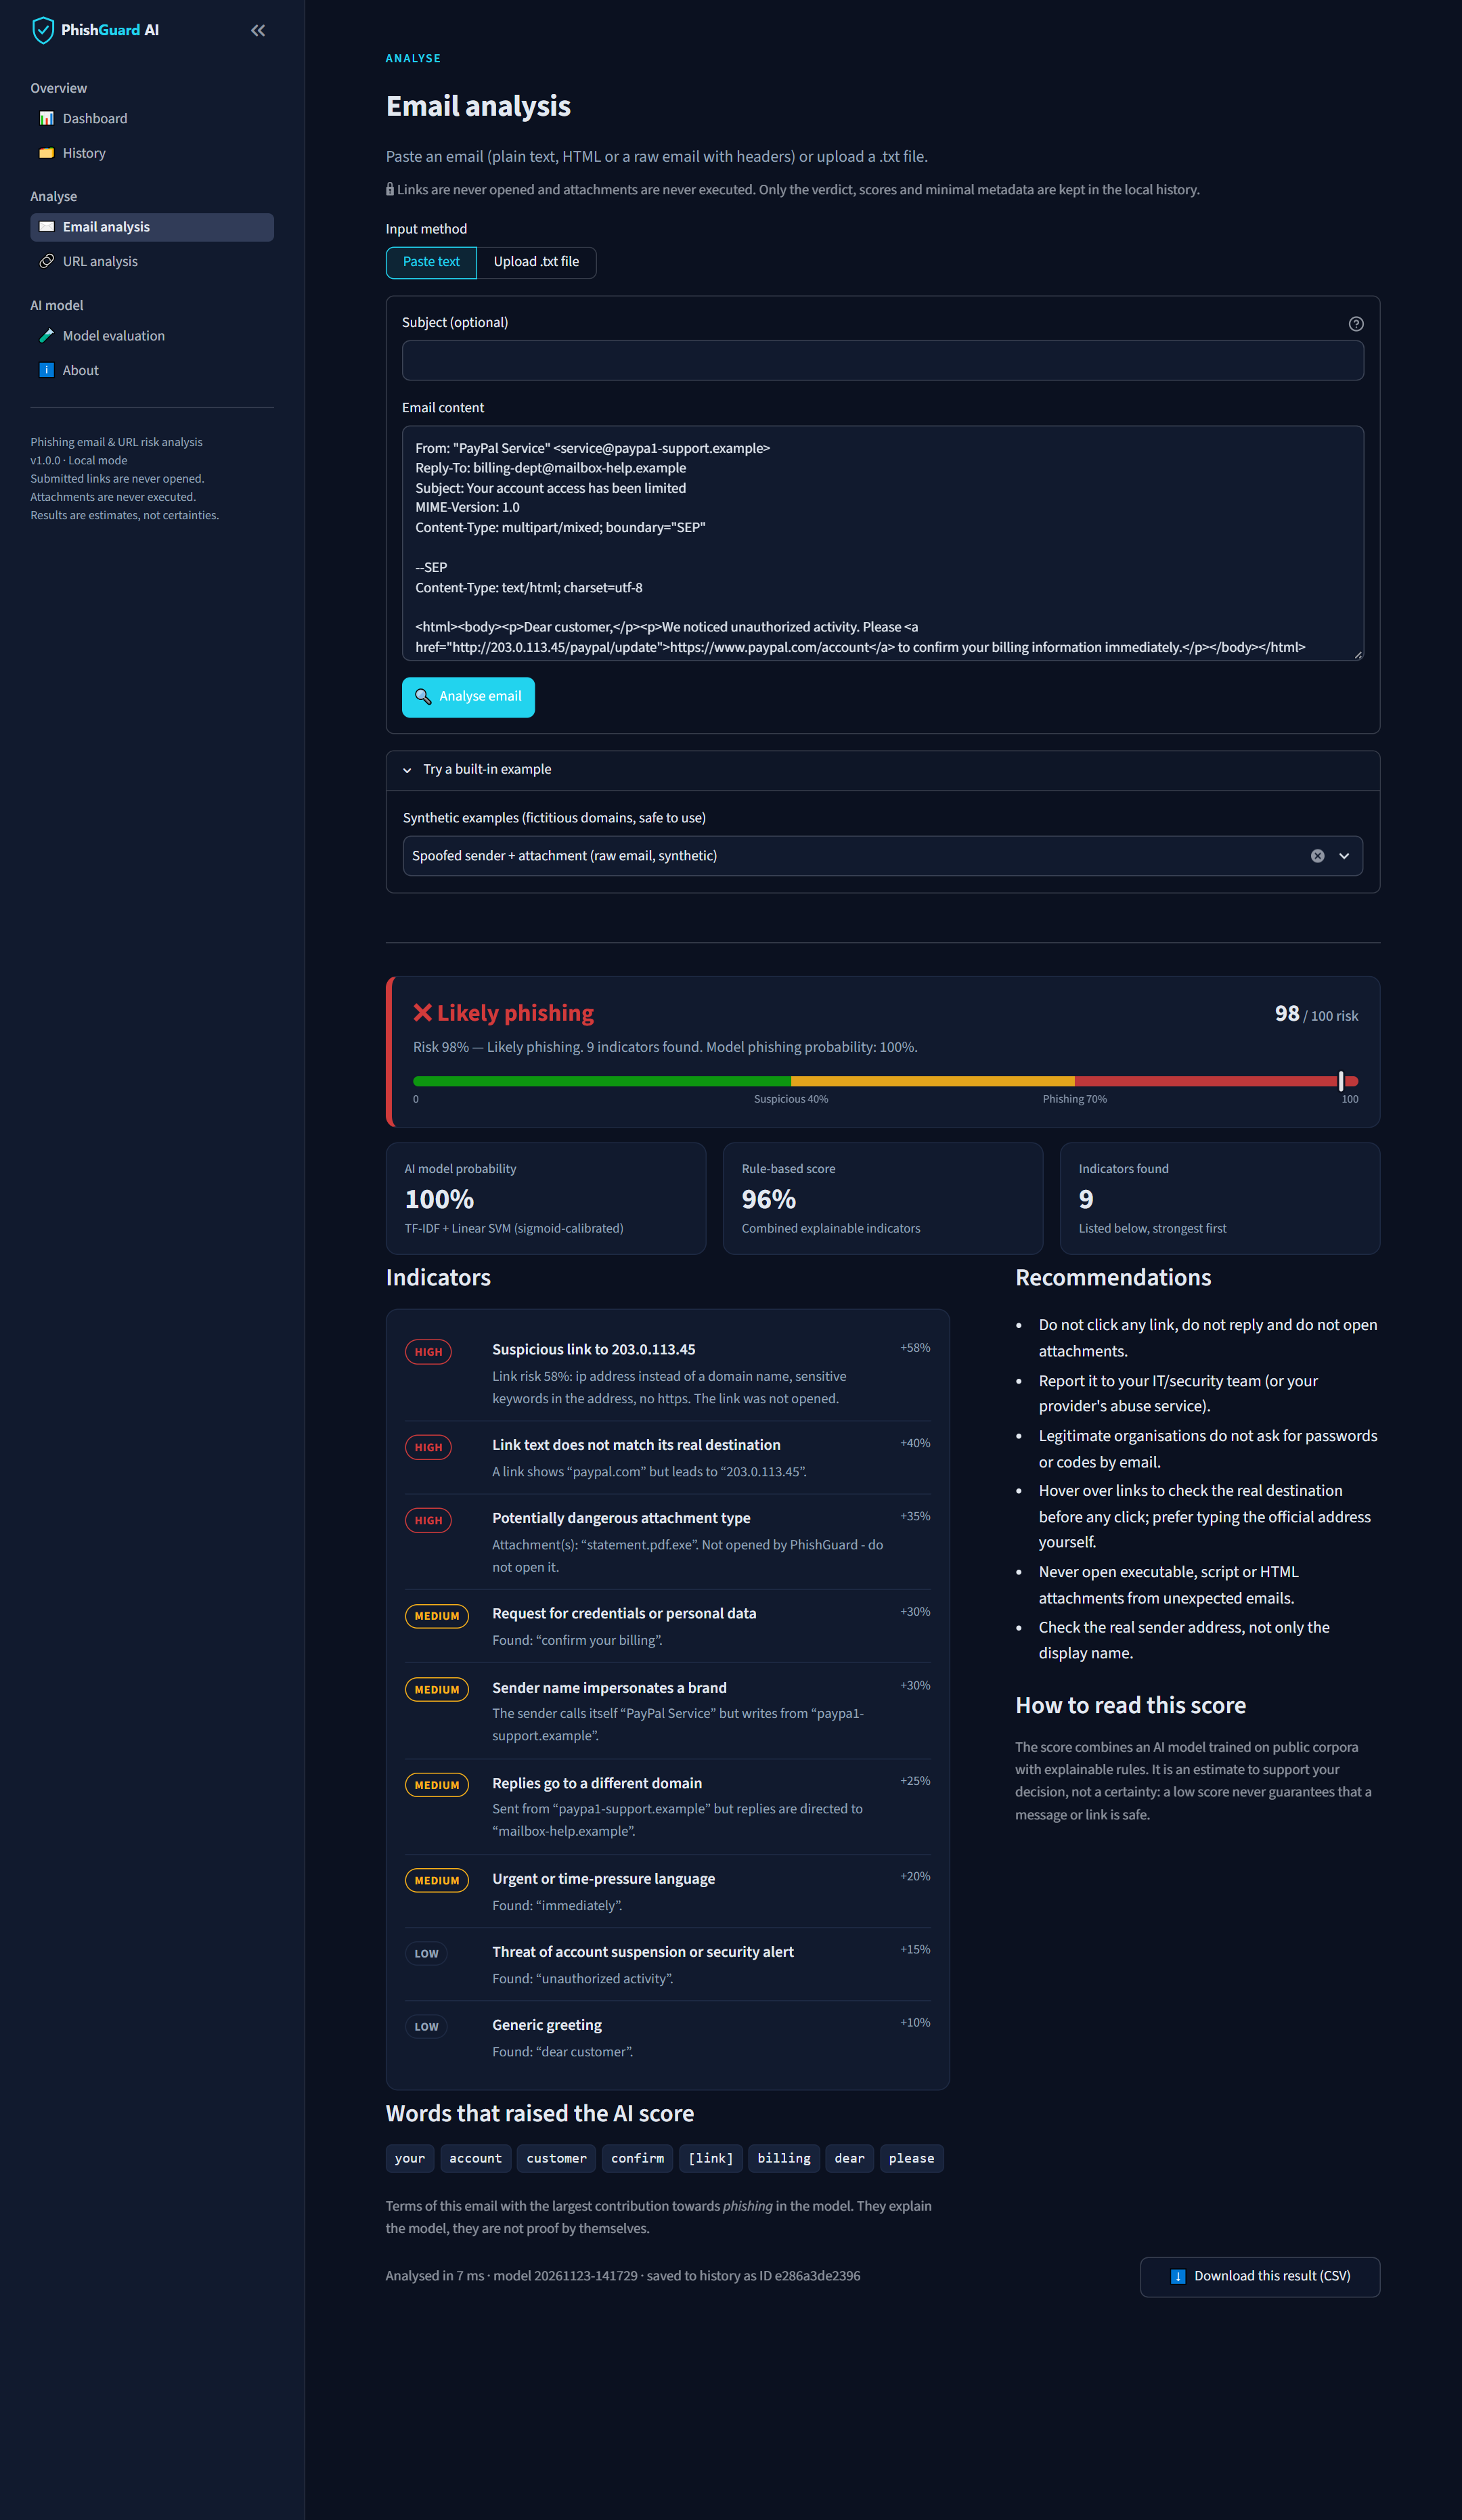 PhishGuard AI
Overview
Dashboard
History
Analyse
Email analysis
URL analysis
AI model
Model evaluation
About
Phishing email & URL risk analysis
v1.0.0 · Local mode
Submitted links are never opened.
Attachments are never executed.
Results are estimates, not certainties.
ANALYSE
Email analysis
Paste an email (plain text, HTML or a raw email with headers) or upload a .txt file.
Links are never opened and attachments are never executed. Only the verdict, scores and minimal metadata are kept in the local history.
Input method
Paste text
Upload .txt file
Subject (optional)
Email content
From: "PayPal Service" <service@paypa1-support.example>
Reply-To: billing-dept@mailbox-help.example
Subject: Your account access has been limited
MIME-Version: 1.0
Content-Type: multipart/mixed; boundary="SEP"
--SEP
Content-Type: text/html; charset=utf-8
<html><body><p>Dear customer,</p><p>We noticed unauthorized activity. Please <a
href="http://203.0.113.45/paypal/update">https://www.paypal.com/account</a> to confirm your billing information immediately.</p></body></html>
Analyse email
Try a built-in example
Synthetic examples (fictitious domains, safe to use)
Spoofed sender + attachment (raw email, synthetic)
Likely phishing
98 / 100 risk
Risk 98% — Likely phishing. 9 indicators found. Model phishing probability: 100%.
0
Suspicious 40%
Phishing 70%
100
AI model probability
100%
TF-IDF + Linear SVM (sigmoid-calibrated)
Rule-based score
96%
Combined explainable indicators
Indicators found
9
Listed below, strongest first
Indicators
HIGH
Suspicious link to 203.0.113.45
+58%
Link risk 58%: ip address instead of a domain name, sensitive
keywords in the address, no https. The link was not opened.
HIGH
Link text does not match its real destination
+40%
A link shows “paypal.com” but leads to “203.0.113.45”.
HIGH
Potentially dangerous attachment type
+35%
Attachment(s): “statement.pdf.exe”. Not opened by PhishGuard - do
not open it.
MEDIUM
Request for credentials or personal data
+30%
Found: “confirm your billing”.
MEDIUM
Sender name impersonates a brand
+30%
The sender calls itself “PayPal Service” but writes from “paypa1-
support.example”.
MEDIUM
Replies go to a different domain
+25%
Sent from “paypa1-support.example” but replies are directed to
“mailbox-help.example”.
MEDIUM
Urgent or time-pressure language
+20%
Found: “immediately”.
LOW
Threat of account suspension or security alert
+15%
Found: “unauthorized activity”.
LOW
Generic greeting
+10%
Found: “dear customer”.
Recommendations
Do not click any link, do not reply and do not open
attachments.
Report it to your IT/security team (or your
provider's abuse service).
Legitimate organisations do not ask for passwords
or codes by email.
Hover over links to check the real destination
before any click; prefer typing the official address
yourself.
Never open executable, script or HTML
attachments from unexpected emails.
Check the real sender address, not only the
display name.
How to read this score
The score combines an AI model trained on public corpora
with explainable rules. It is an estimate to support your
decision, not a certainty: a low score never guarantees that a
message or link is safe.
Words that raised the AI score
your account customer confirm [link] billing dear please
Terms of this email with the largest contribution towards phishing in the model. They explain
the model, they are not proof by themselves.
Analysed in 7 ms · model 20261123-141729 · saved to history as ID e286a3de2396
Download this result (CSV)